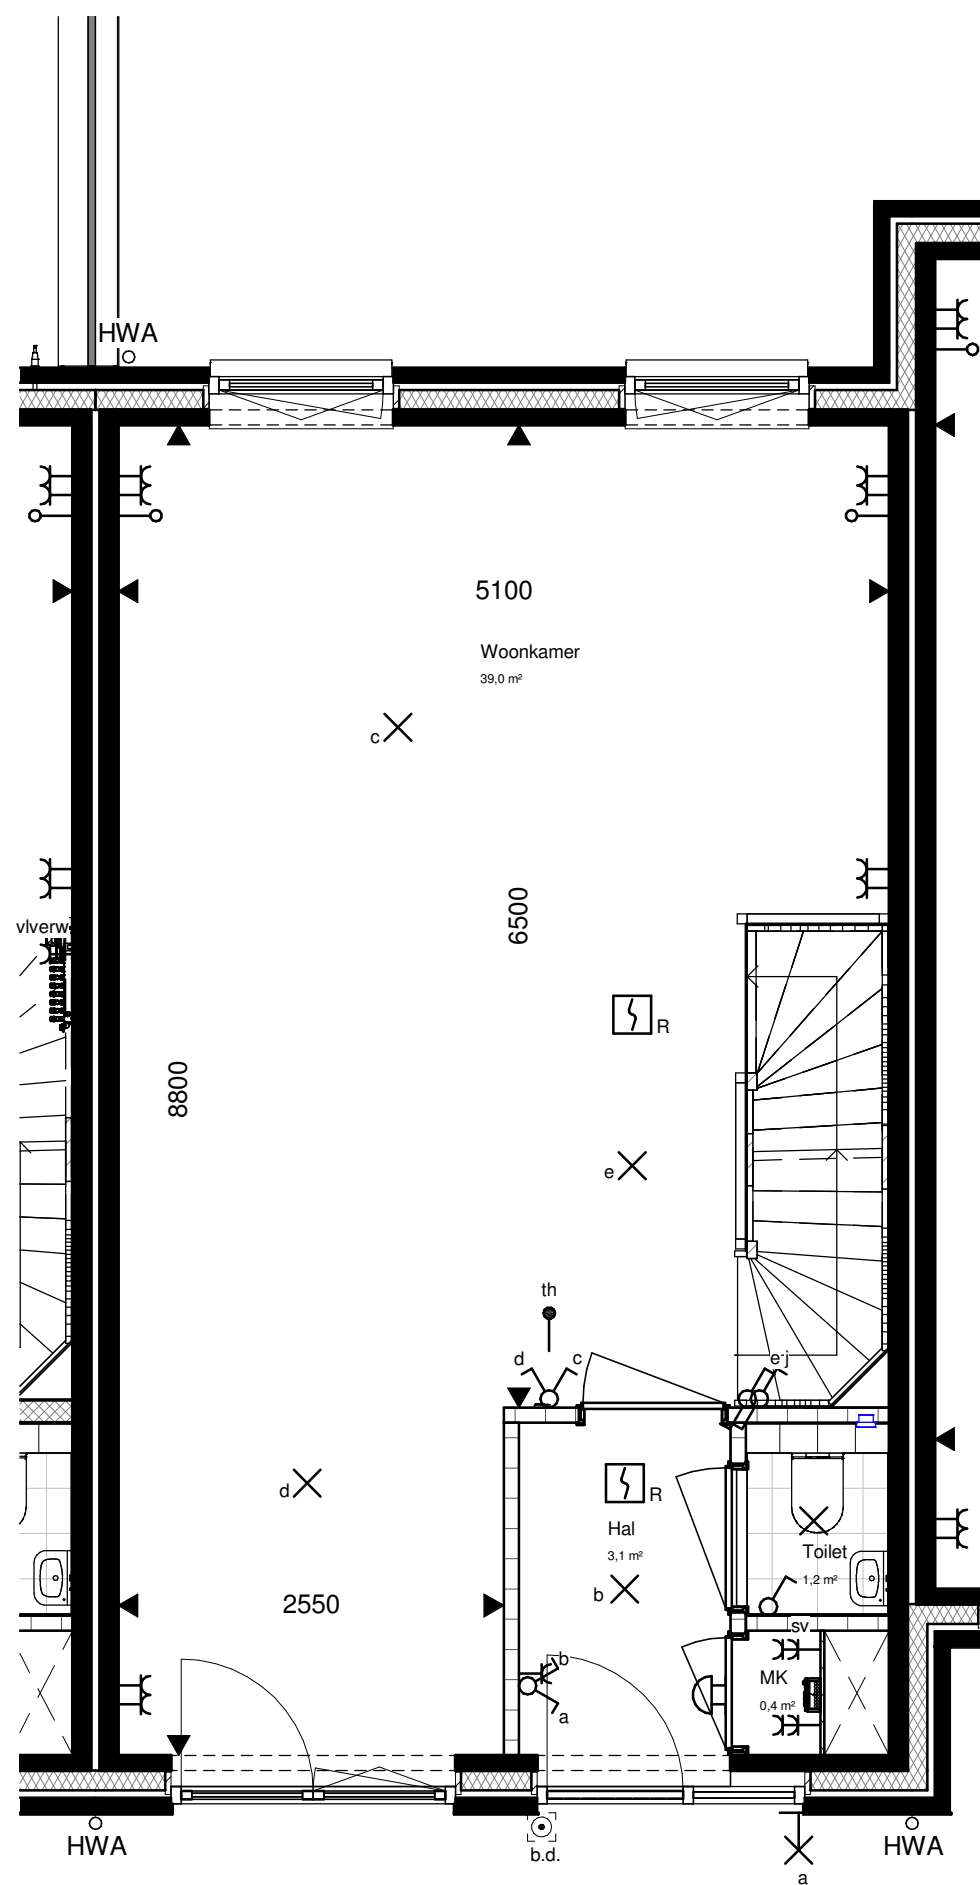 HWA
5100
Woonkamer
39,0 m²
c
6500
vlverw
R
8800
e
th
d
c
e j
d
R
Hal
3,1 m²
b
Toilet
1,2 m²
2550
sv
b
MK
0,4 m²
a
HWA
b.d.
HWA
a